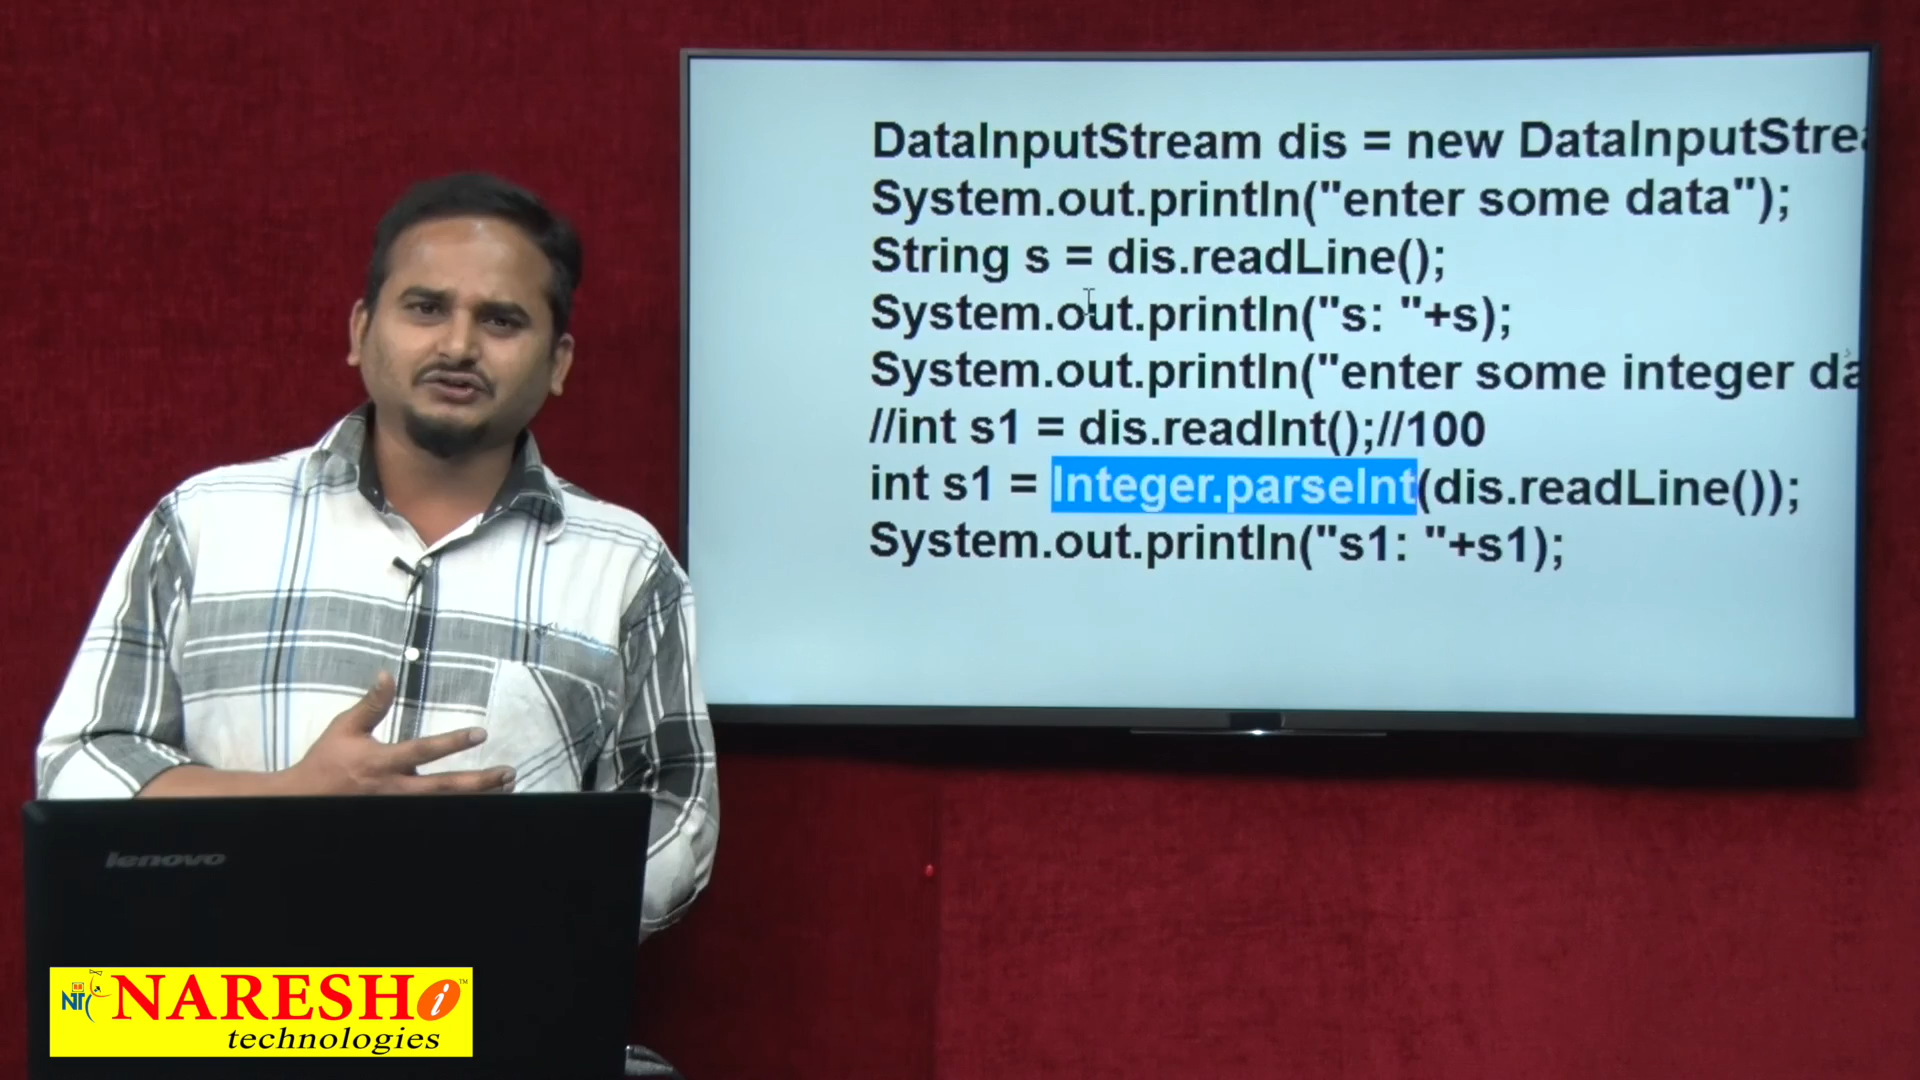 DataInputStream dis = new DataInputStrea
System.out.println("enter some data");
String s = dis.readLine();
System.out.println("s: "+s);
System.out.println("enter some integer da
//int s1 = dis.readInt();//100
int s1 = Integer.parseInt(dis.readLine());
System.out.println("s1: "+s1);
lenovo
NARESH i ™
technologies